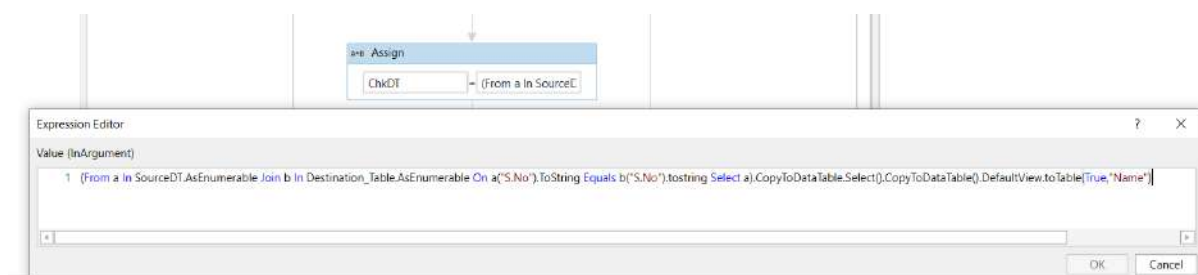 a+b Assign
ChkDT = (From a In SourceD
Expression Editor ? X
Value (InArgument)
1 (From a In SourceDT.AsEnumerable Join b In Destination_Table.AsEnumerable On a("S.No").ToString Equals b("S.No").tostring Select a).CopyToDataTable.Select().CopyToDataTable().DefaultView.toTable(True,"Name")
OK Cancel